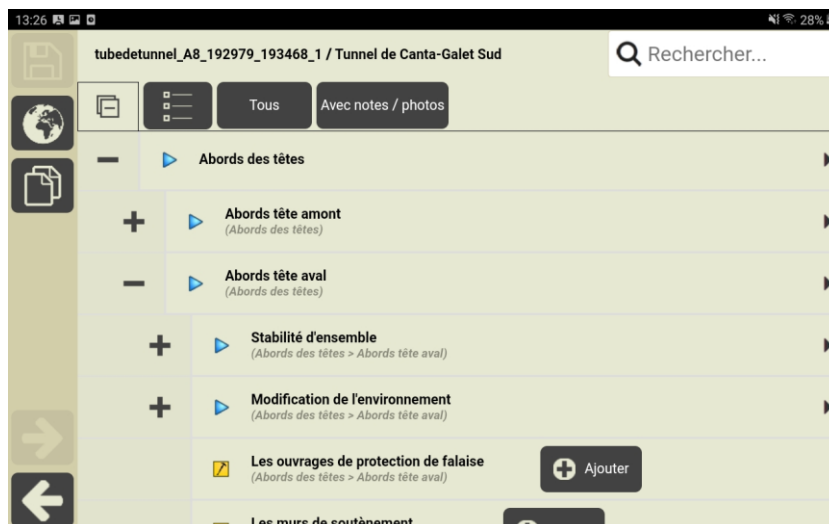 13:26
28%
tubedetunnel_A8_192979_193468_1 / Tunnel de Canta-Galet Sud
Rechercher...
Tous
Avec notes / photos
Abords des têtes
Abords tête amont
(Abords des têtes)
Abords tête aval
(Abords des têtes)
Stabilité d'ensemble
(Abords des têtes > Abords tête aval)
Modification de l'environnement
(Abords des têtes > Abords tête aval)
Les ouvrages de protection de falaise
(Abords des têtes > Abords tête aval)
Ajouter
Les murs de soutènement